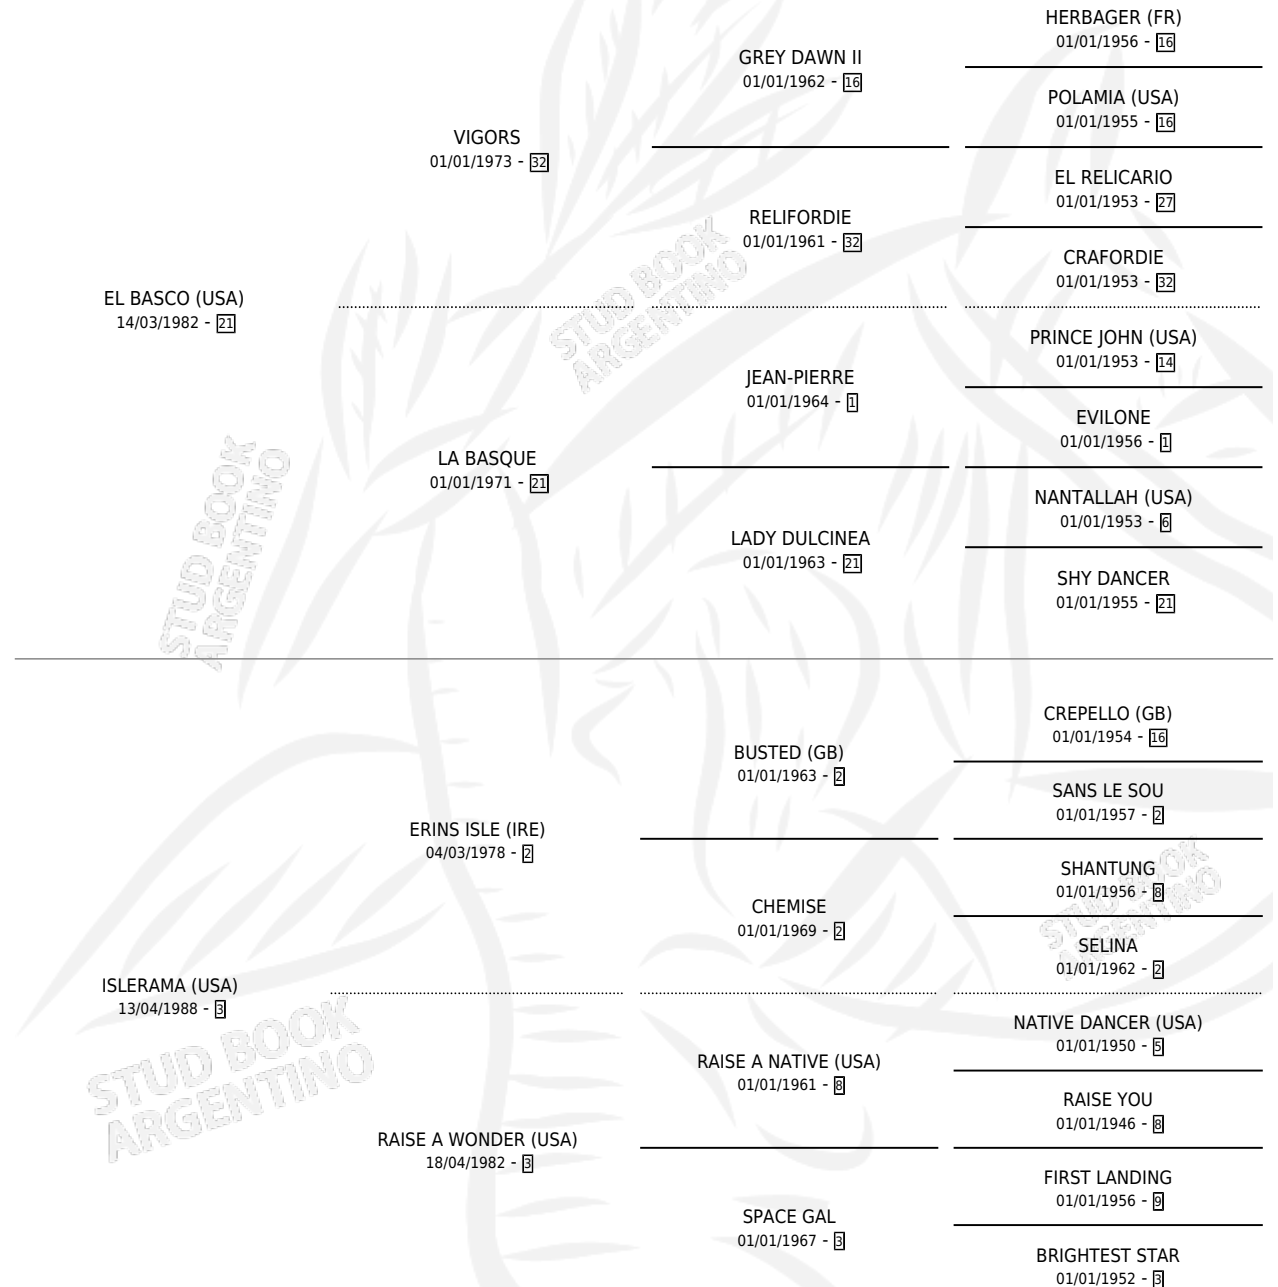 HERBAGER (FR)
01/01/1956 - 16
GREY DAWN II
01/01/1962 - 16
POLAMIA (USA)
01/01/1955 - 16
VIGORS
01/01/1973 - 32
EL RELICARIO
01/01/1953 - 27
RELIFORDIE
01/01/1961 - 32
CRAFORDIE
01/01/1953 - 32
EL BASCO (USA)
14/03/1982 - 21
STUD BOOK
ARGENTINO
PRINCE JOHN (USA)
01/01/1953 - 14
JEAN-PIERRE
01/01/1964 - 1
EVILONE
01/01/1956 - 1
LA BASQUE
01/01/1971 - 21
NANTALLAH (USA)
01/01/1953 - 6
LADY DULCINEA
01/01/1963 - 21
SHY DANCER
01/01/1955 - 21
STUD BOOK
ARGENTINO
CREPELLO (GB)
01/01/1954 - 16
BUSTED (GB)
01/01/1963 - 2
SANS LE SOU
01/01/1957 - 2
ERINS ISLE (IRE)
04/03/1978 - 2
SHANTUNG
01/01/1956 - 8
CHEMISE
01/01/1969 - 2
STUD BOOK
ARGENTINO
SELINA
01/01/1962 - 2
ISLERAMA (USA)
13/04/1988 - 3
NATIVE DANCER (USA)
01/01/1950 - 5
RAISE A NATIVE (USA)
01/01/1961 - 8
STUD BOOK
ARGENTINO
RAISE YOU
01/01/1946 - 8
RAISE A WONDER (USA)
18/04/1982 - 3
FIRST LANDING
01/01/1956 - 9
SPACE GAL
01/01/1967 - 3
BRIGHTEST STAR
01/01/1952 - 3